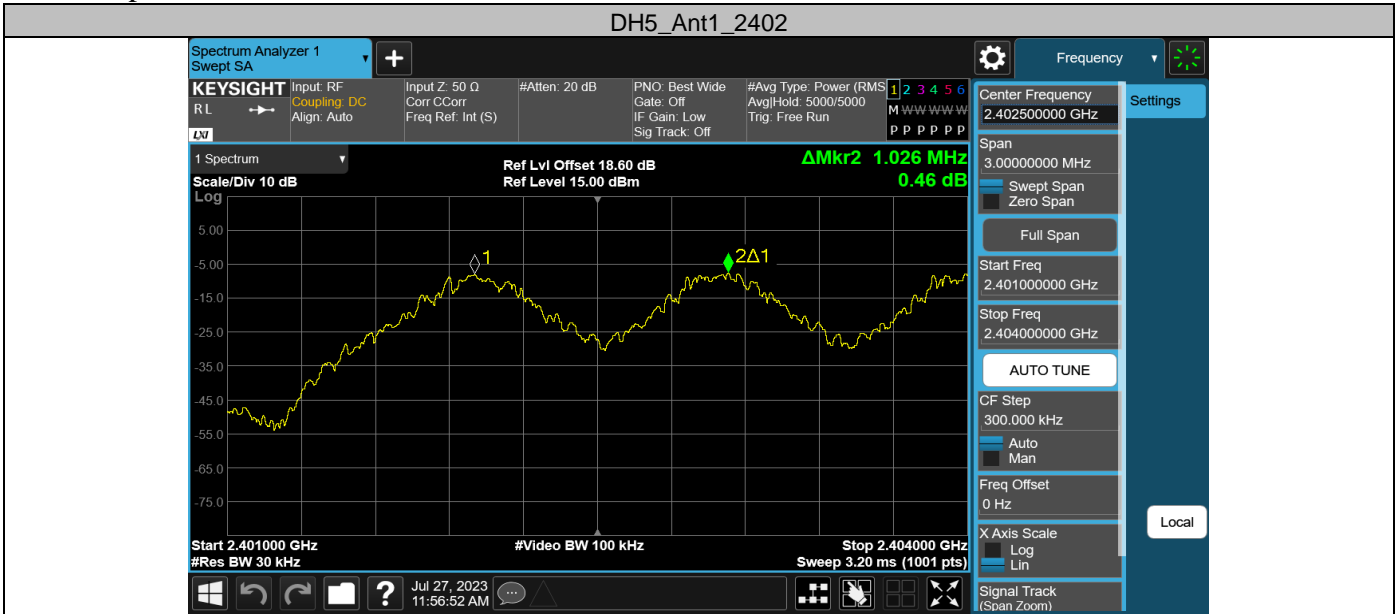 DH5_Ant1_2402
Spectrum Analyzer 1
Swept SA
Frequency
KEYSIGHT
RL
LXI
Input: RF
Coupling: DC
Align: Auto
Input Z: 50 Ω
Corr CCorr
Freq Ref: Int (S)
#Atten: 20 dB
PNO: Best Wide
Gate: Off
IF Gain: Low
Sig Track: Off
#Avg Type: Power (RMS
Avg|Hold: 5000/5000
Trig: Free Run
1 2 3 4 5 6
M W W W W W
P P P P P P
1 Spectrum
Scale/Div 10 dB
Log
Ref Lvl Offset 18.60 dB
Ref Level 15.00 dBm
ΔMkr2 1.026 MHz
0.46 dB
5.00
-5.00
-15.0
-25.0
-35.0
-45.0
-55.0
-65.0
-75.0
1
2Δ1
Start 2.401000 GHz
#Res BW 30 kHz
#Video BW 100 kHz
Stop 2.404000 GHz
Sweep 3.20 ms (1001 pts)
Center Frequency
2.402500000 GHz
Span
3.00000000 MHz
Swept Span
Zero Span
Full Span
Start Freq
2.401000000 GHz
Stop Freq
2.404000000 GHz
AUTO TUNE
CF Step
300.000 kHz
Auto
Man
Freq Offset
0 Hz
X Axis Scale
Log
Lin
Signal Track
(Span Zoom)
Settings
Local
?
Jul 27, 2023
11:56:52 AM